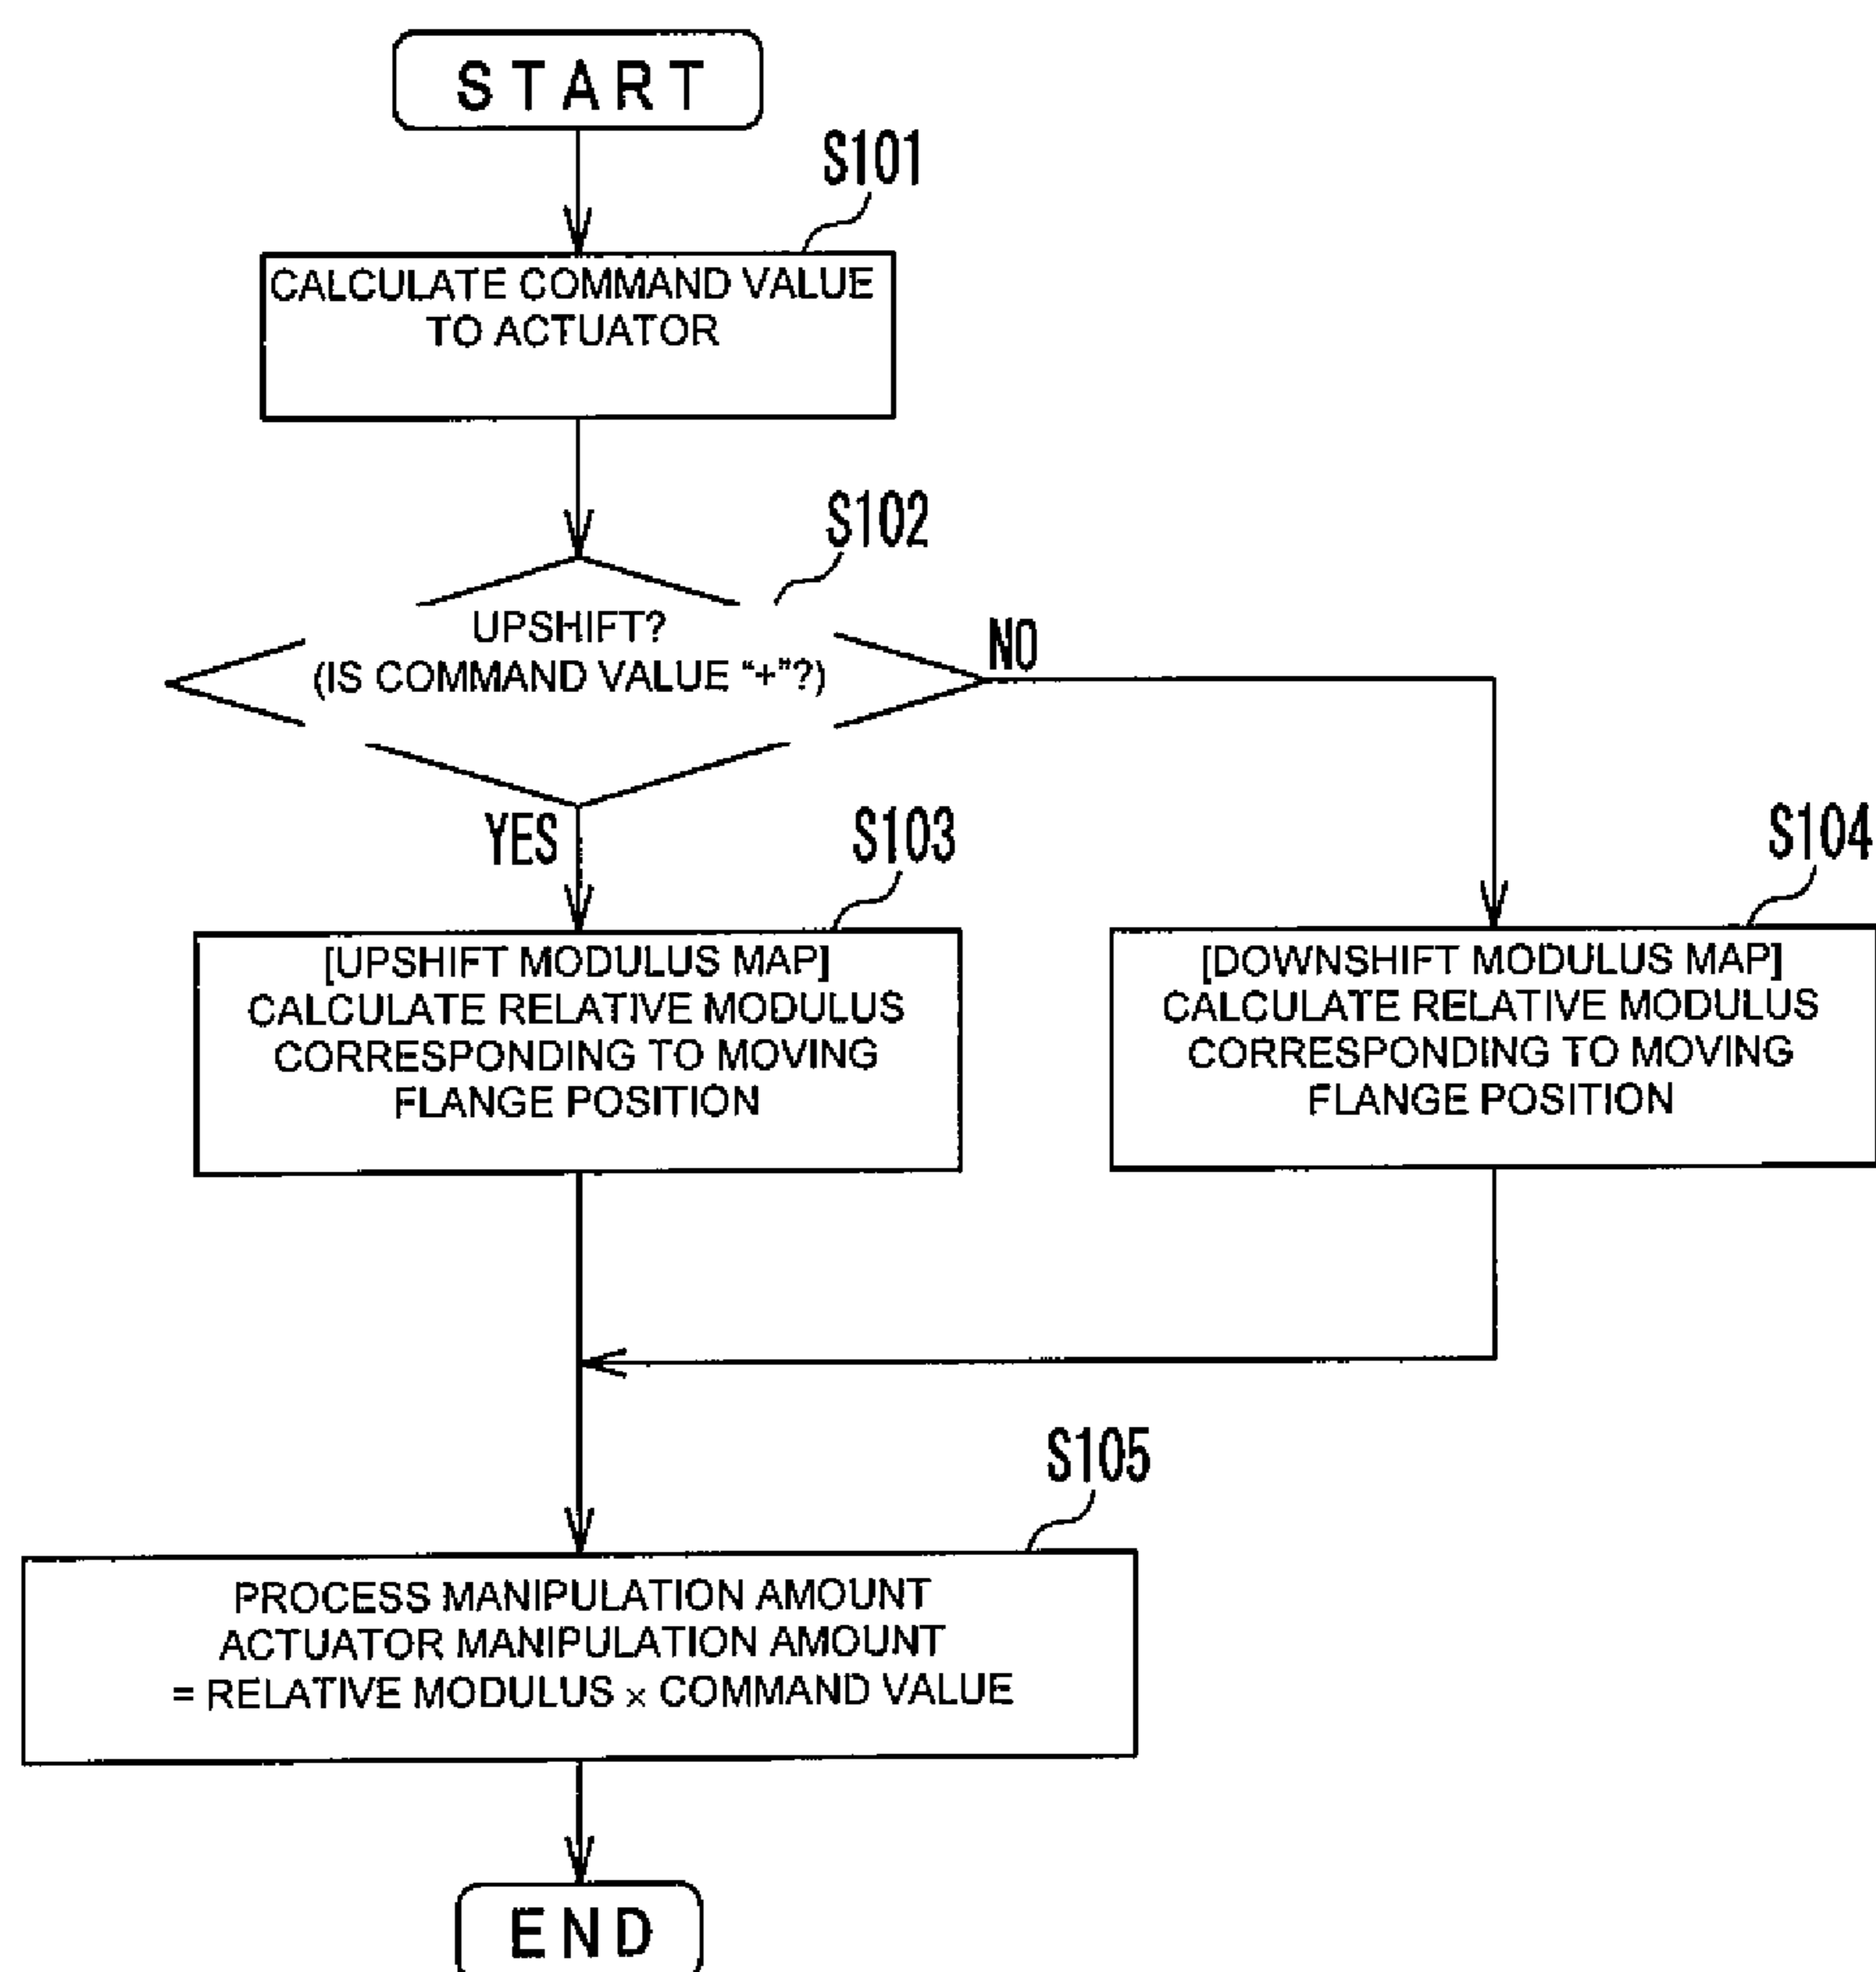 START
S101
CALCULATE COMMAND VALUE
TO ACTUATOR
S102
UPSHIFT?
(IS COMMAND VALUE “+”?)
NO
YES
S103
[UPSHIFT MODULUS MAP]
CALCULATE RELATIVE MODULUS
CORRESPONDING TO MOVING
FLANGE POSITION
S104
[DOWNSHIFT MODULUS MAP]
CALCULATE RELATIVE MODULUS
CORRESPONDING TO MOVING
FLANGE POSITION
S105
PROCESS MANIPULATION AMOUNT
ACTUATOR MANIPULATION AMOUNT
= RELATIVE MODULUS × COMMAND VALUE
END